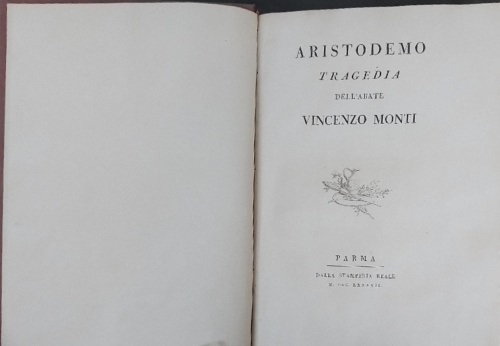 ARISTODEMO
TRAGEDIA
DELL'ABATE
VINCENZO MONTI
PARMA
DALLA STAMPERIA REALE